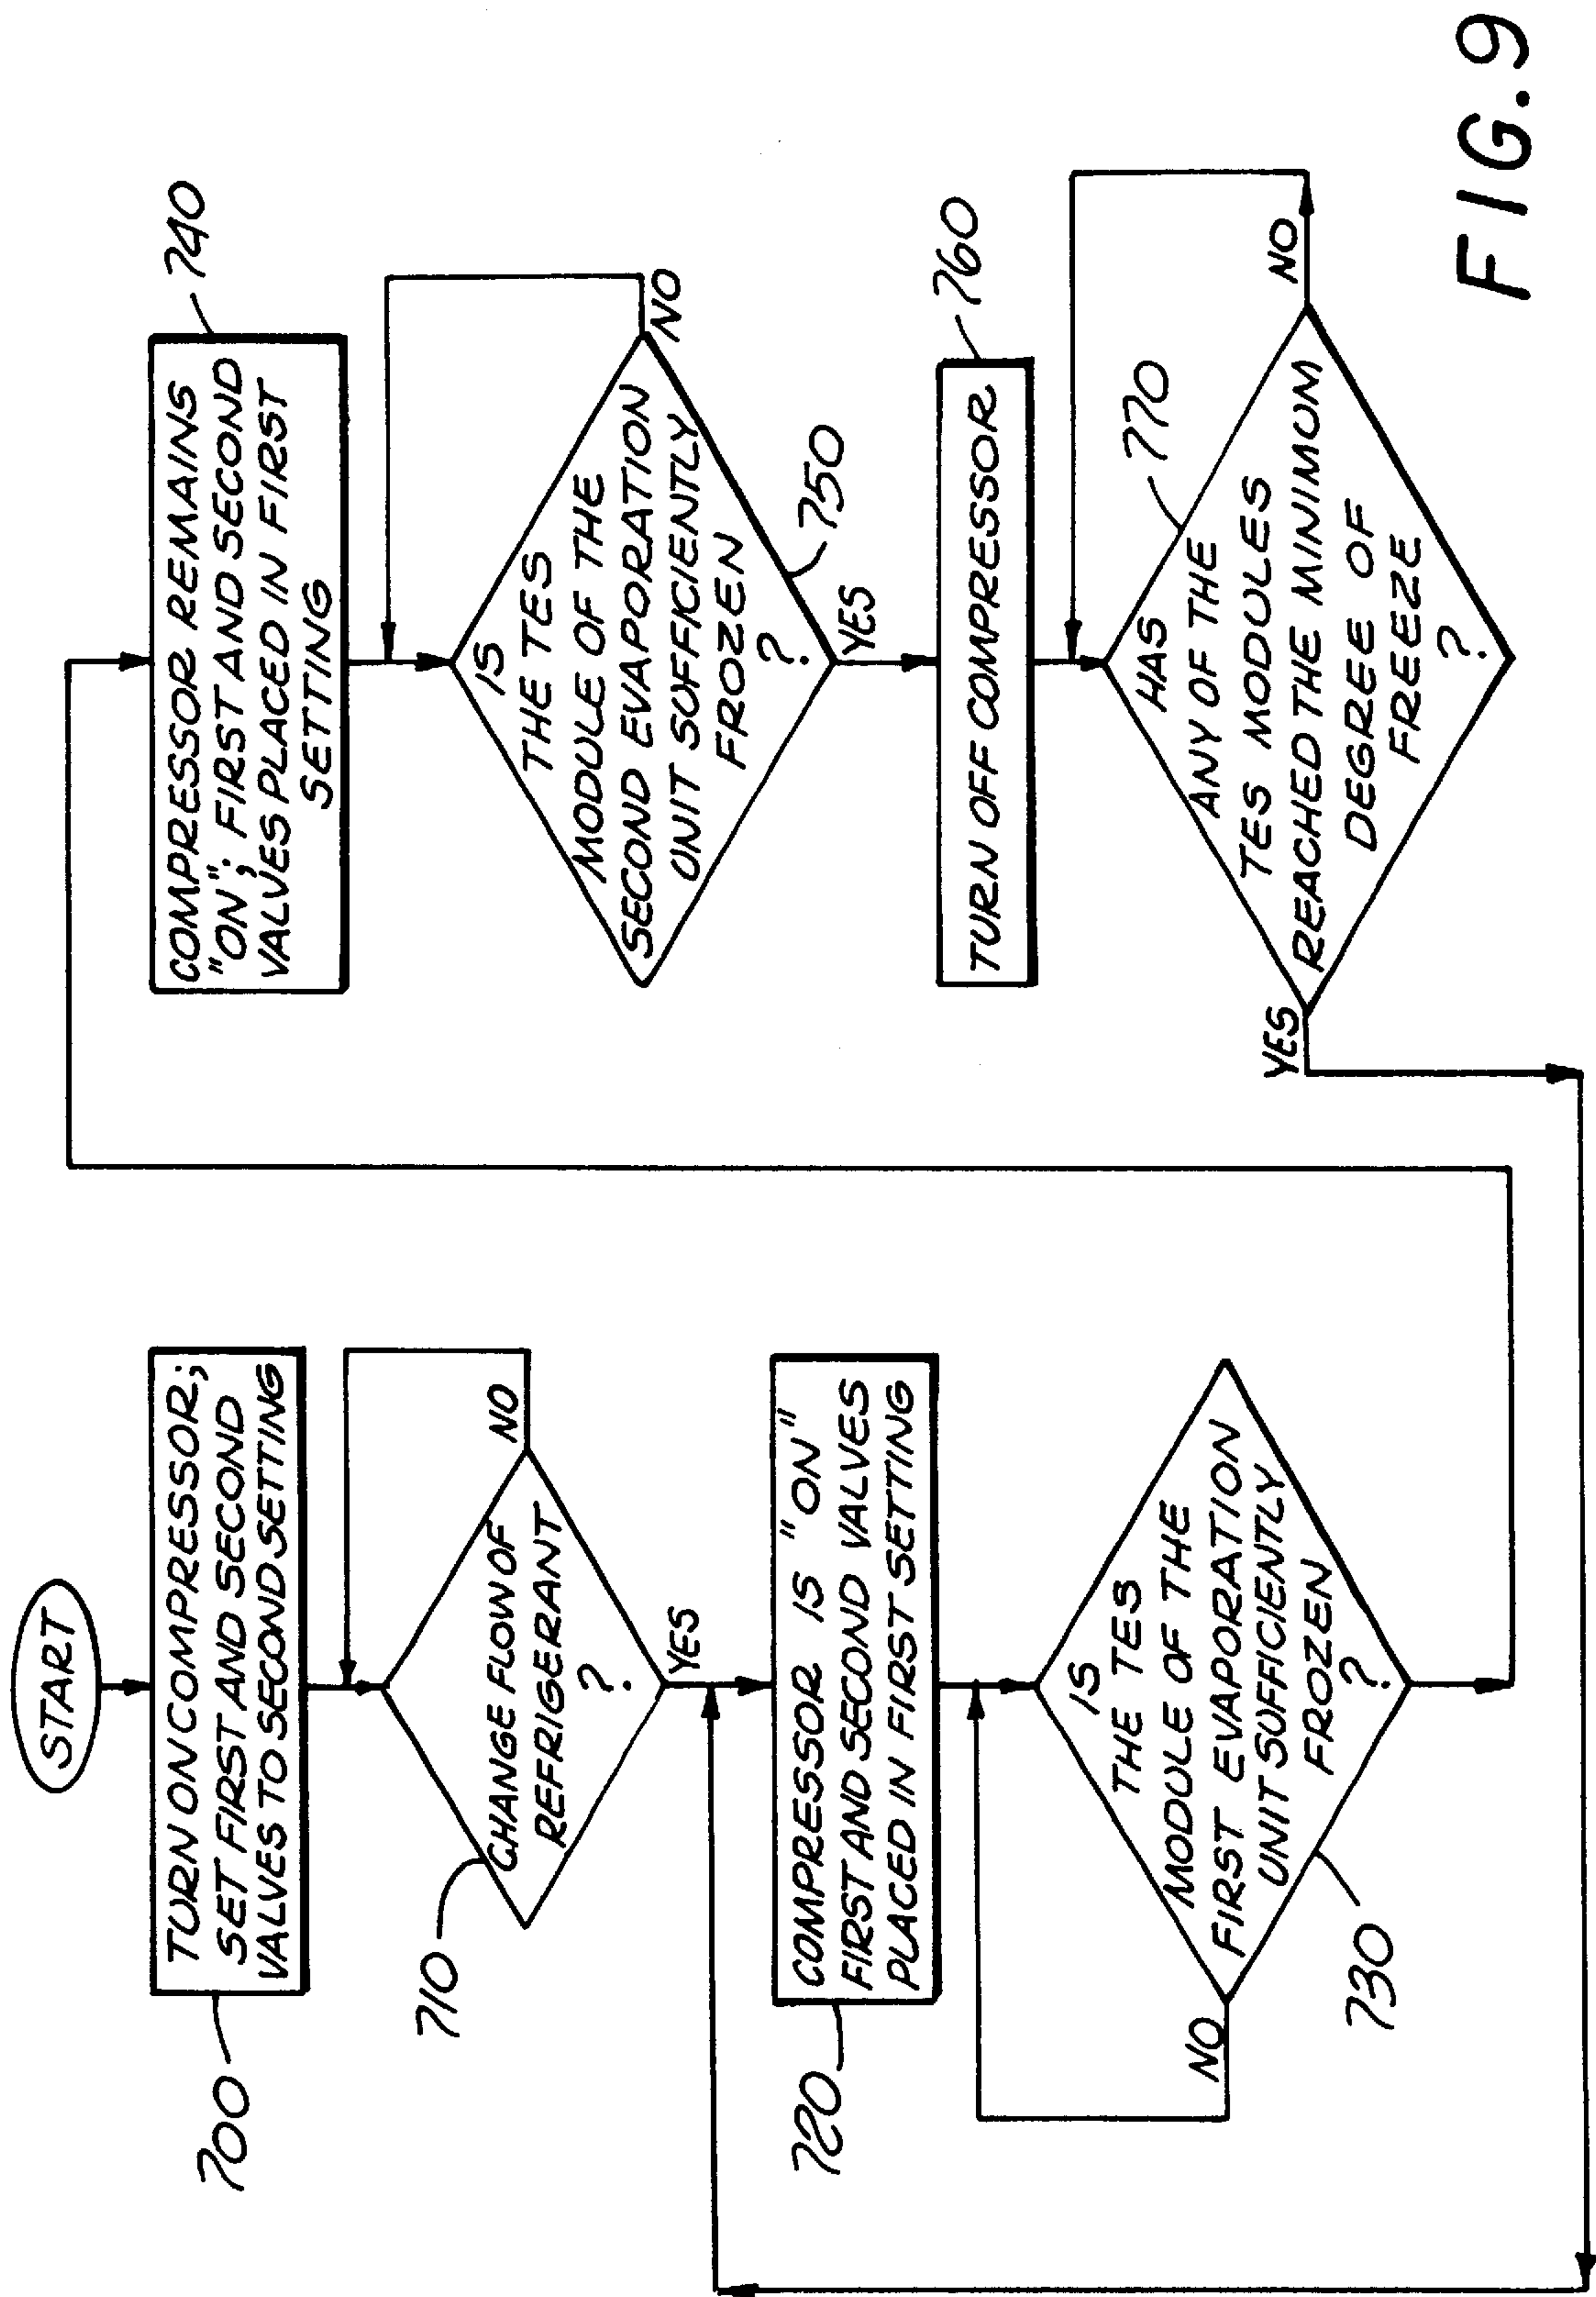 START
TURN ON COMPRESSOR;
SET FIRST AND SECOND
VALVES TO SECOND SETTING
700
CHANGE FLOW OF
REFRIGERANT
?
710
NO
YES
COMPRESSOR IS "ON"
FIRST AND SECOND VALVES
PLACED IN FIRST SETTING
720
IS
THE TES
MODULE OF THE
FIRST EVAPORATION
UNIT SUFFICIENTLY
FROZEN
?
NO
730
COMPRESSOR REMAINS
"ON"; FIRST AND SECOND
VALVES PLACED IN FIRST
SETTING
740
IS
THE TES
MODULE OF THE
SECOND EVAPORATION
UNIT SUFFICIENTLY
FROZEN
?
NO
750
YES
TURN OFF COMPRESSOR
760
HAS
ANY OF THE
TES MODULES
REACHED THE MINIMUM
DEGREE OF
FREEZE
?
770
NO
YES
FIG.9